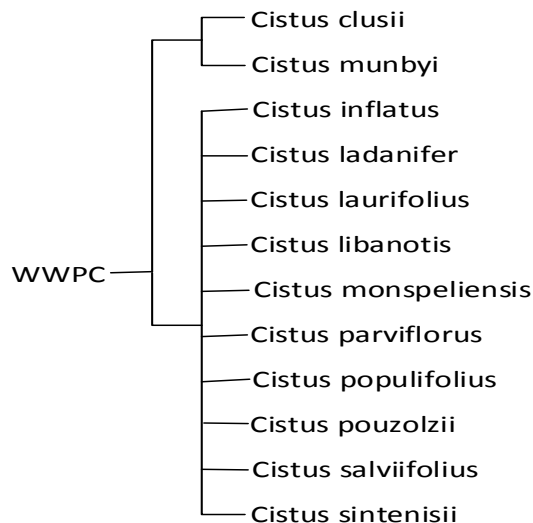 Cistus clusii
Cistus munbyi
Cistus inflatus
Cistus ladanifer
Cistus laurifolius
Cistus libanotis
WWPC
Cistus monspeliensis
Cistus parviflorus
Cistus populifolius
Cistus pouzolzii
Cistus salviifolius
Cistus sintenisii